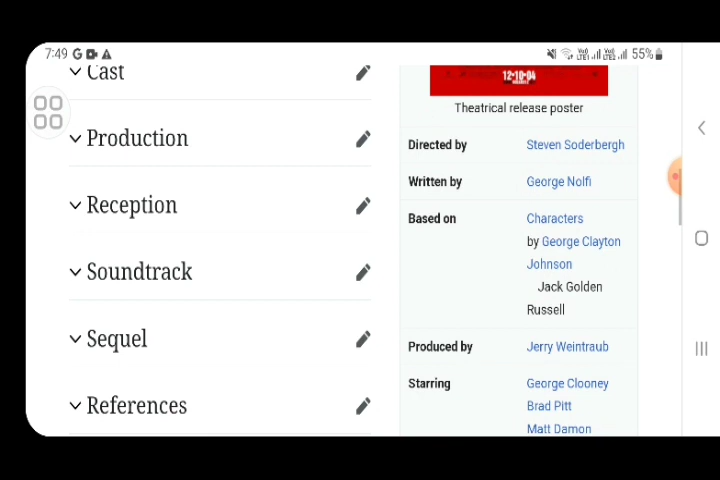 7:49 G 55%
Cast
Production
Reception
Soundtrack
Sequel
References
12·10·04
Theatrical release poster
Directed by Steven Soderbergh
Written by George Nolfi
Based on Characters
by George Clayton
Johnson
Jack Golden
Russell
Produced by Jerry Weintraub
Starring George Clooney
Brad Pitt
Matt Damon